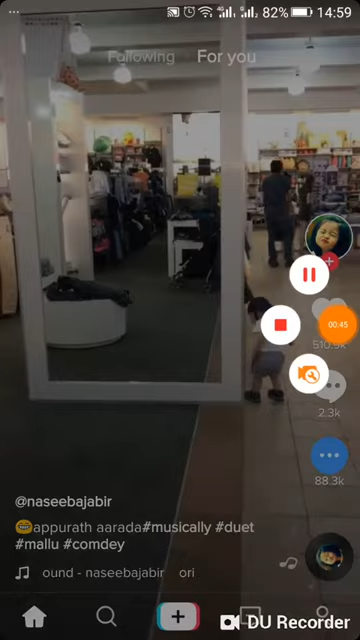 82% 14:59
Following For you
00:45
510.9k
2.3k
88.3k
@naseebajabir
😁appurath aarada#musically #duet
#mallu #comdey
ound - naseebajabir ori
DU Recorder